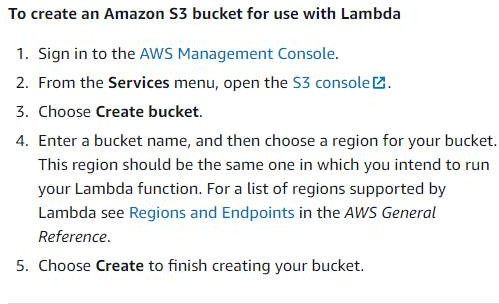 To create an Amazon S3 bucket for use with Lambda
1. Sign in to the AWS Management Console.
2. From the Services menu, open the S3 console.
3. Choose Create bucket.
4. Enter a bucket name, and then choose a region for your bucket.
This region should be the same one in which you intend to run
your Lambda function. For a list of regions supported by
Lambda see Regions and Endpoints in the AWS General
Reference.
5. Choose Create to finish creating your bucket.